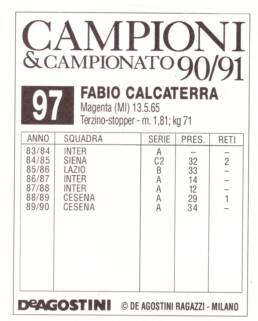 CAMPIONI
& CAMPIONATO 90/91
97 FABIO CALCATERRA
Magenta (MI) 13.5.65
Terzino-stopper - m. 1,81; kg 71
ANNO SQUADRA SERIE PRES. RETI
83/84 INTER A – –
84/85 SIENA C2 32 2
85/86 LAZIO B 33 –
86/87 INTER A 14 –
87/88 INTER A 12 –
88/89 CESENA A 29 1
89/90 CESENA A 34 –
DeAGOSTINI © DE AGOSTINI RAGAZZI - MILANO